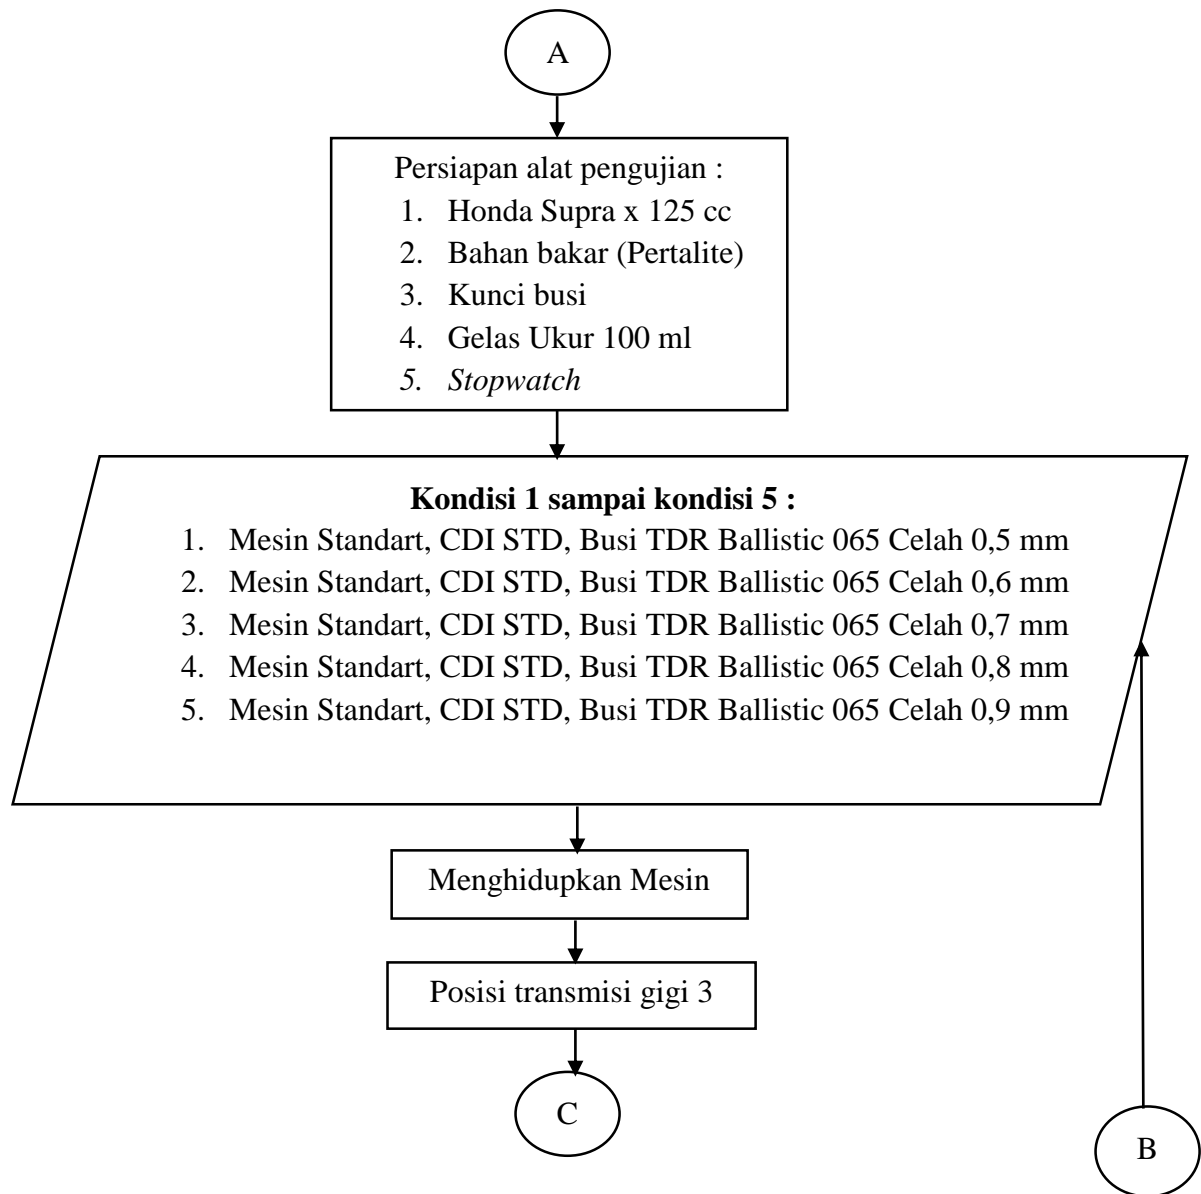 A
Persiapan alat pengujian :
1. Honda Supra x 125 cc
2. Bahan bakar (Pertalite)
3. Kunci busi
4. Gelas Ukur 100 ml
5. Stopwatch
Kondisi 1 sampai kondisi 5 :
1. Mesin Standart, CDI STD, Busi TDR Ballistic 065 Celah 0,5 mm
2. Mesin Standart, CDI STD, Busi TDR Ballistic 065 Celah 0,6 mm
3. Mesin Standart, CDI STD, Busi TDR Ballistic 065 Celah 0,7 mm
4. Mesin Standart, CDI STD, Busi TDR Ballistic 065 Celah 0,8 mm
5. Mesin Standart, CDI STD, Busi TDR Ballistic 065 Celah 0,9 mm
Menghidupkan Mesin
Posisi transmisi gigi 3
C
B